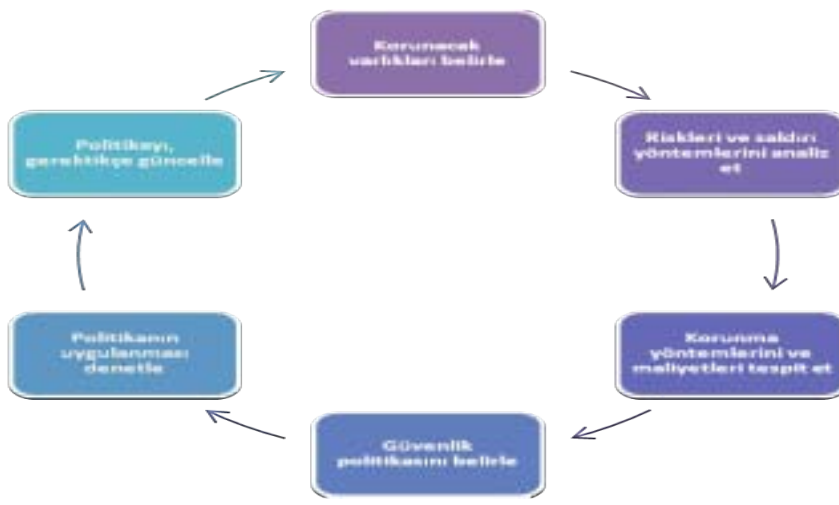 Korunacak
varlıkları belirle
Riskleri ve saldırı
yöntemlerini analiz
et
Korunma
yöntemlerini ve
maliyetleri tespit et
Güvenlik
politikasını belirle
Politikanın
uygulanması
denetle
Politikayı,
gerektikçe güncelle